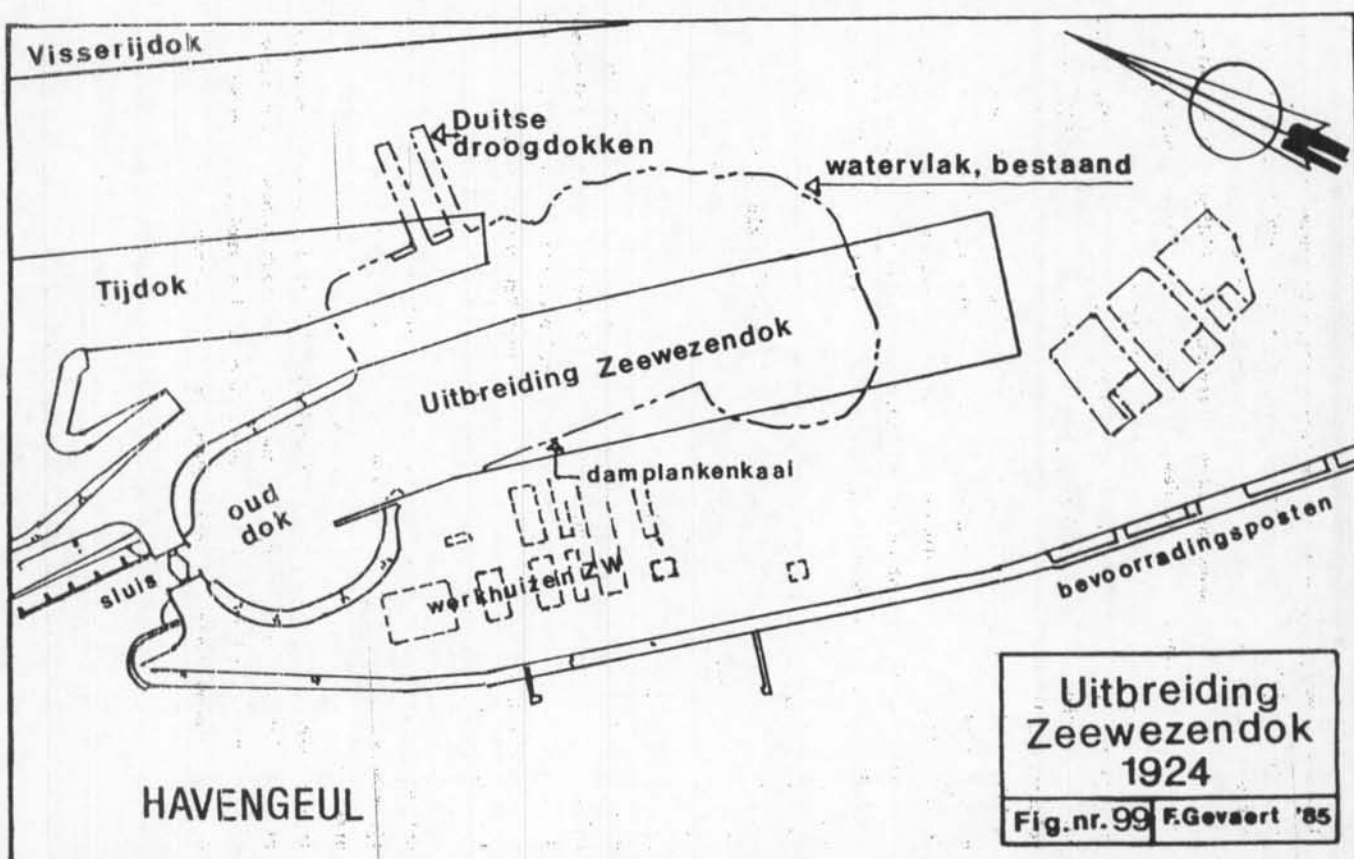 Visserijdok
Duitse
droogdokken
watervlak, bestaand
Tijdok
Uitbreiding Zeewezendok
damplankenkaai
oud
dok
sluis
werkhuizen ZW
bevoorradingsposten
HAVENGEUL
Uitbreiding
Zeewezendok
1924
Fig.nr. 99
F.Gevaert '85